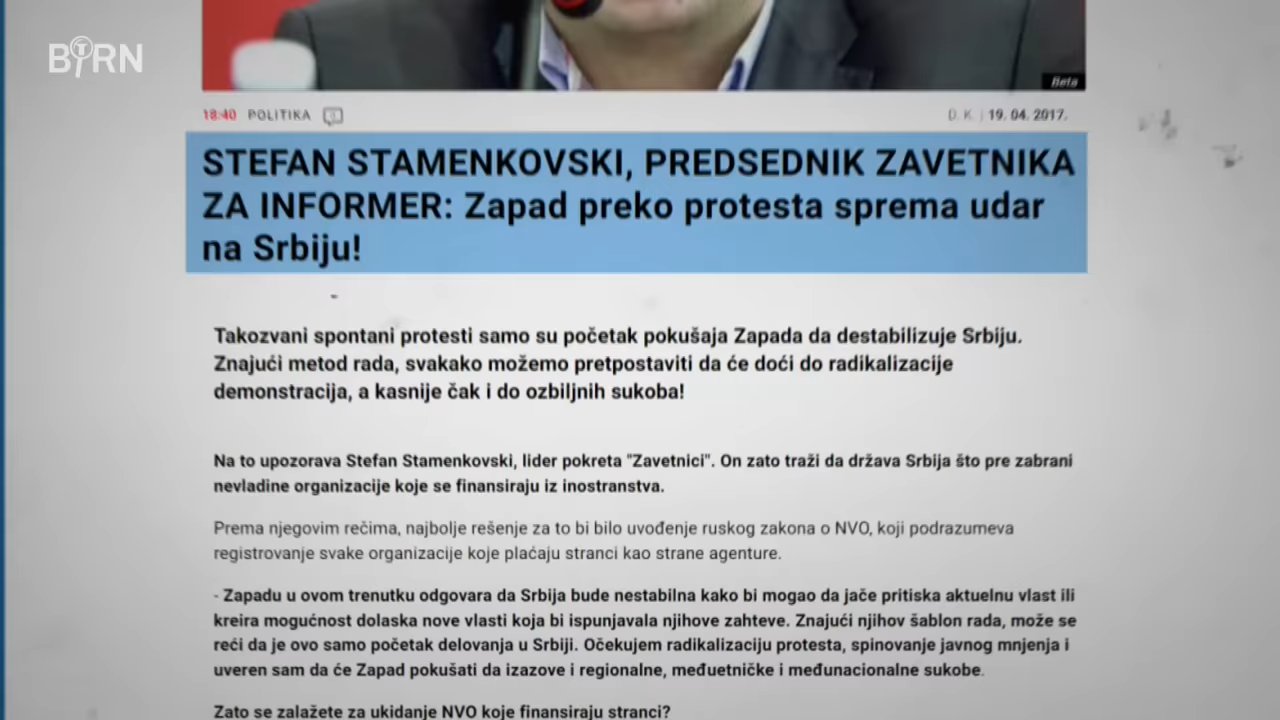 BIRN
Beta
18:40 POLITIKA D. K. | 19. 04. 2017.
STEFAN STAMENKOVSKI, PREDSEDNIK ZAVETNIKA
ZA INFORMER: Zapad preko protesta sprema udar
na Srbiju!
Takozvani spontani protesti samo su početak pokušaja Zapada da destabilizuje Srbiju.
Znajući metod rada, svakako možemo pretpostaviti da će doći do radikalizacije
demonstracija, a kasnije čak i do ozbiljnih sukoba!
Na to upozorava Stefan Stamenkovski, lider pokreta "Zavetnici". On zato traži da država Srbija što pre zabrani
nevladine organizacije koje se finansiraju iz inostranstva.
Prema njegovim rečima, najbolje rešenje za to bi bilo uvođenje ruskog zakona o NVO, koji podrazumeva
registrovanje svake organizacije koje plaćaju stranci kao strane agenture.
- Zapadu u ovom trenutku odgovara da Srbija bude nestabilna kako bi mogao da jače pritiska aktuelnu vlast ili
kreira mogućnost dolaska nove vlasti koja bi ispunjavala njihove zahteve. Znajući njihov šablon rada, može se
reći da je ovo samo početak delovanja u Srbiji. Očekujem radikalizaciju protesta, spinovanje javnog mnjenja i
uveren sam da će Zapad pokušati da izazove i regionalne, međuetničke i međunacionalne sukobe.
Zato se zalažete za ukidanje NVO koje finansiraju stranci?